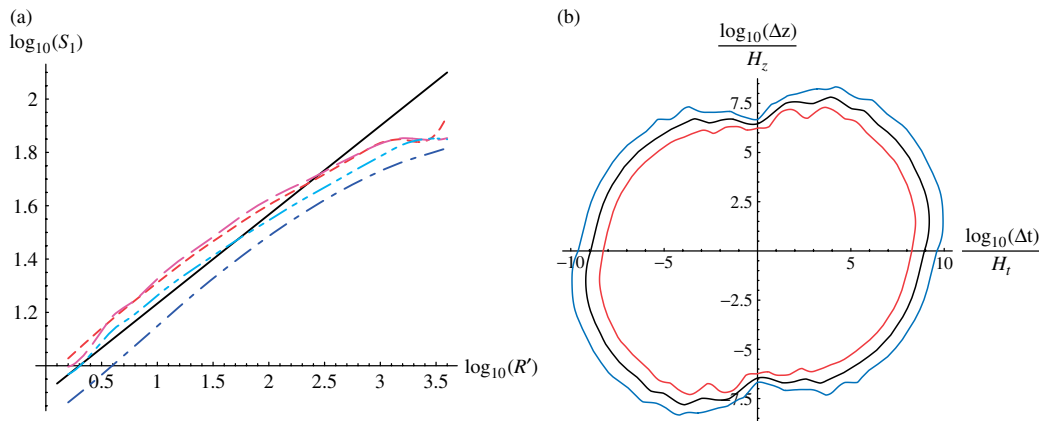 (a)
log₁₀(S₁)
2
1.8
1.6
1.4
1.2
0.5 1 1.5 2 2.5 3 3.5 log₁₀(R′)
(b)
log₁₀(Δz)
H_z
7.5
5
2.5
−10 −5 5 10
log₁₀(Δt)
H_t
−2.5
−5
−7.5